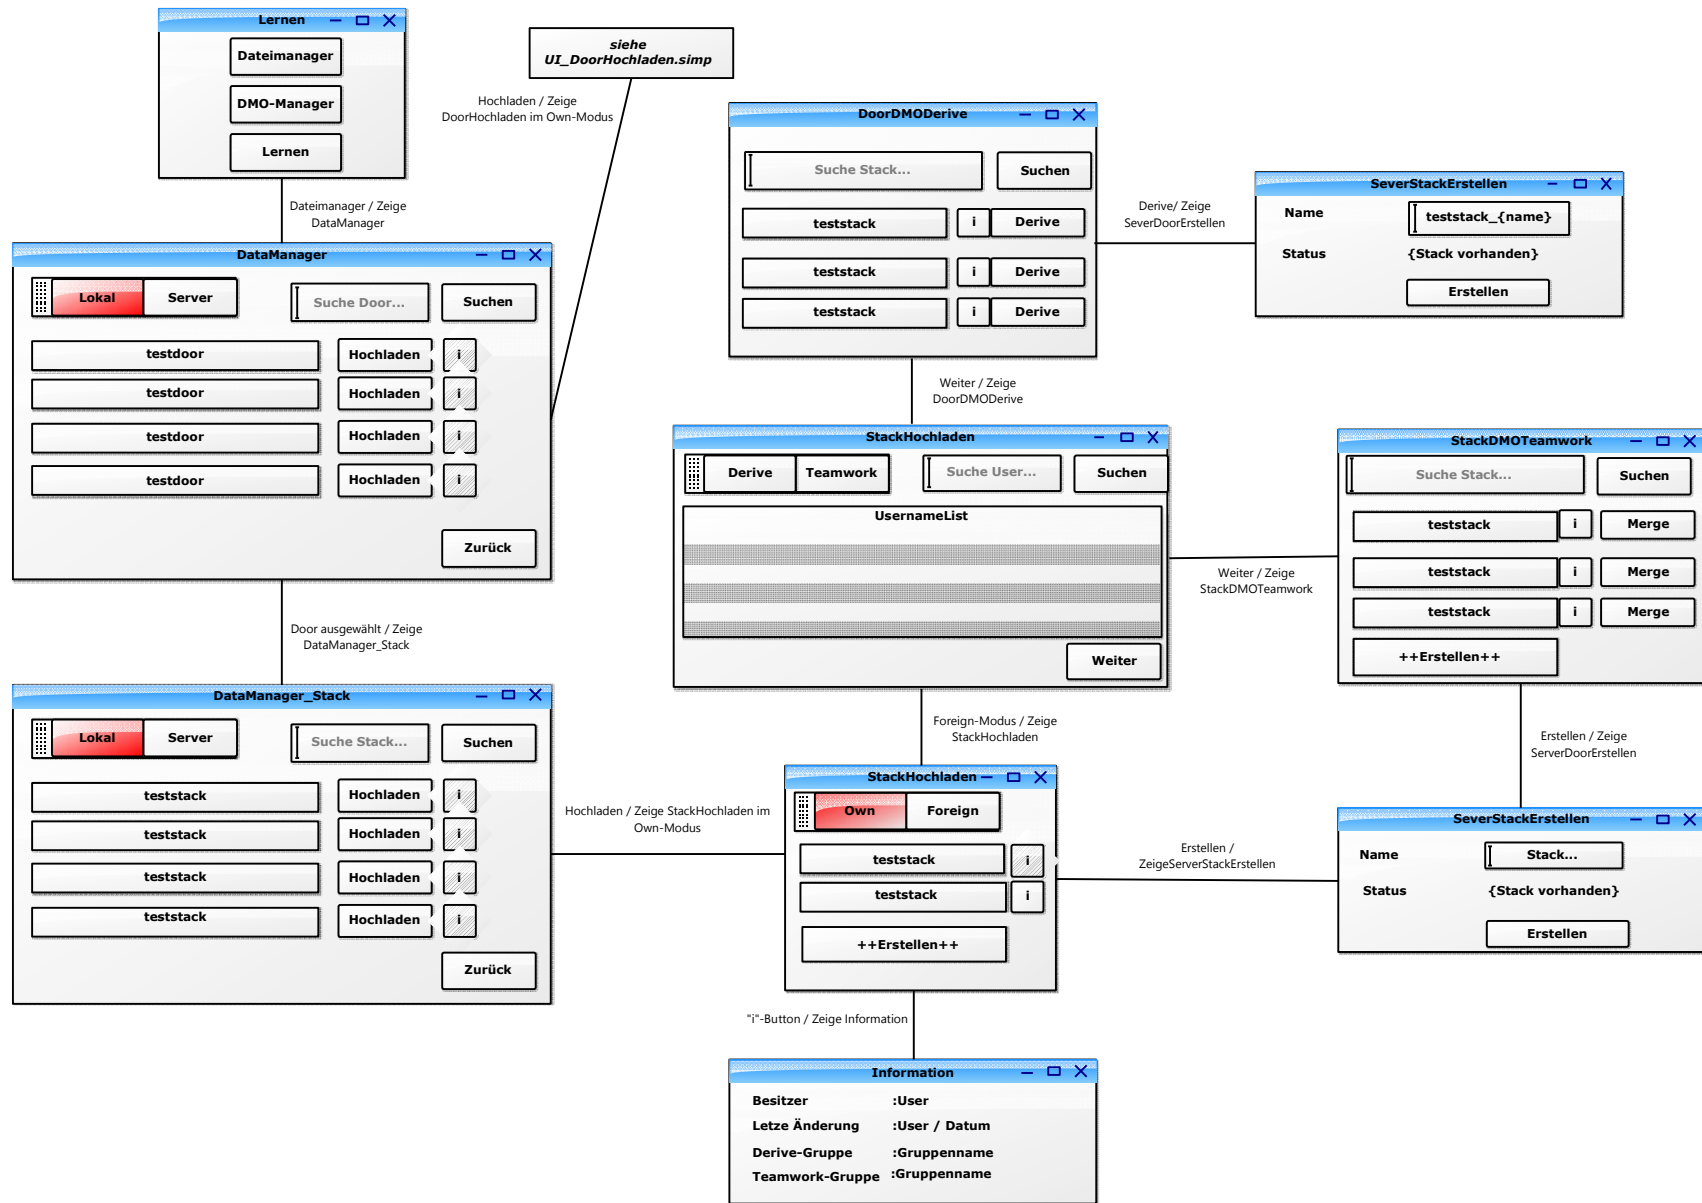 Lernen
Dateimanager
DMO-Manager
Lernen
siehe
UI_DoorHochladen.simp
Hochladen / Zeige
DoorHochladen im Own-Modus
Dateimanager / Zeige
DataManager
DataManager
Lokal Server Suche Door... Suchen
testdoor Hochladen i
testdoor Hochladen i
testdoor Hochladen i
testdoor Hochladen i
Zurück
Door ausgewählt / Zeige
DataManager_Stack
DataManager_Stack
Lokal Server Suche Stack... Suchen
teststack Hochladen i
teststack Hochladen i
teststack Hochladen i
teststack Hochladen i
Zurück
Hochladen / Zeige StackHochladen im
Own-Modus
DoorDMODerive
Suche Stack... Suchen
teststack i Derive
teststack i Derive
teststack i Derive
Derive/ Zeige
SeverDoorErstellen
SeverStackErstellen
Name teststack_{name}
Status {Stack vorhanden}
Erstellen
Weiter / Zeige
DoorDMODerive
StackHochladen
Derive Teamwork Suche User... Suchen
UsernameList
Weiter
Weiter / Zeige
StackDMOTeamwork
StackDMOTeamwork
Suche Stack... Suchen
teststack i Merge
teststack i Merge
teststack i Merge
++Erstellen++
Foreign-Modus / Zeige
StackHochladen
Erstellen / Zeige
ServerDoorErstellen
StackHochladen
Own Foreign
teststack i
teststack i
++Erstellen++
Erstellen /
ZeigeServerStackErstellen
SeverStackErstellen
Name Stack...
Status {Stack vorhanden}
Erstellen
"i"-Button / Zeige Information
Information
Besitzer :User
Letze Änderung :User / Datum
Derive-Gruppe :Gruppenname
Teamwork-Gruppe :Gruppenname